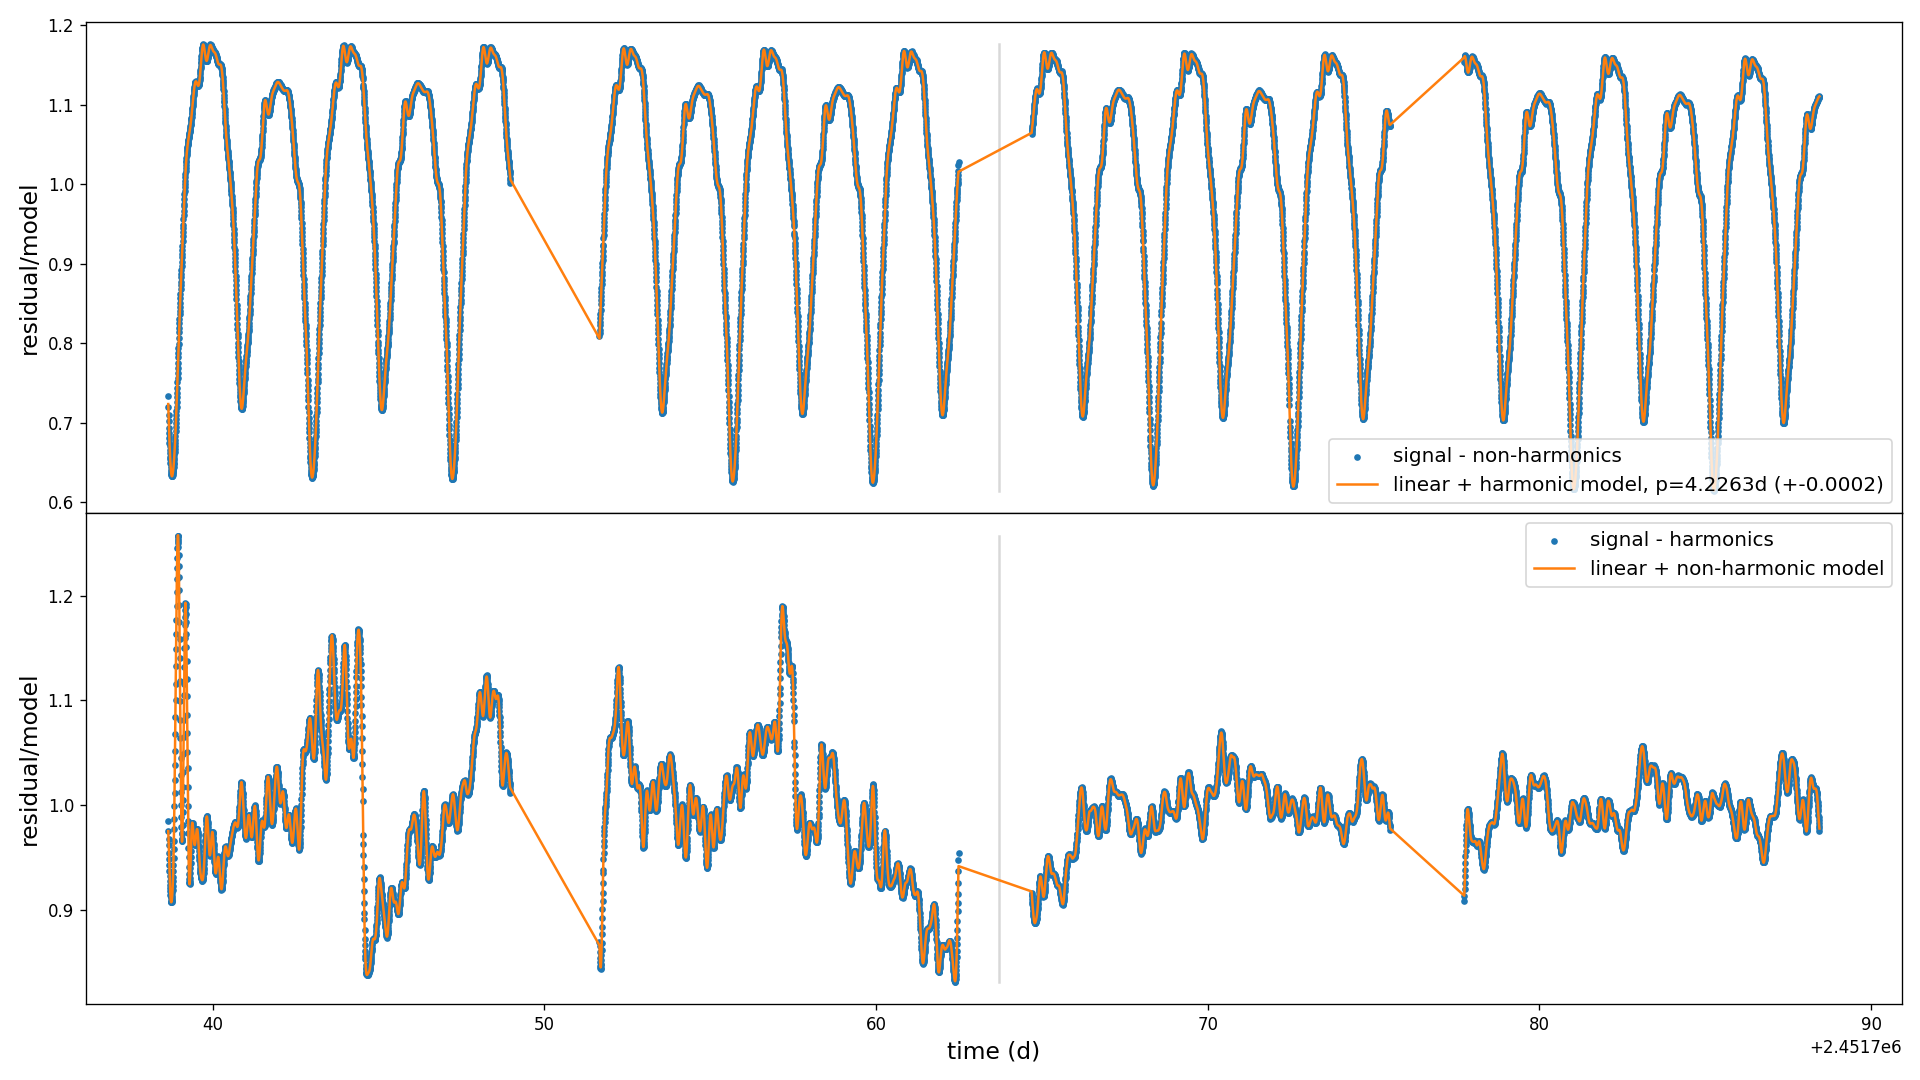 1.2
1.1
1.0
0.9
0.8
0.7
0.6
residual/model
signal - non-harmonics
linear + harmonic model, p=4.2263d (+-0.0002)
signal - harmonics
linear + non-harmonic model
1.2
1.1
1.0
0.9
residual/model
40 50 60 70 80 90
time (d)
+2.4517e6